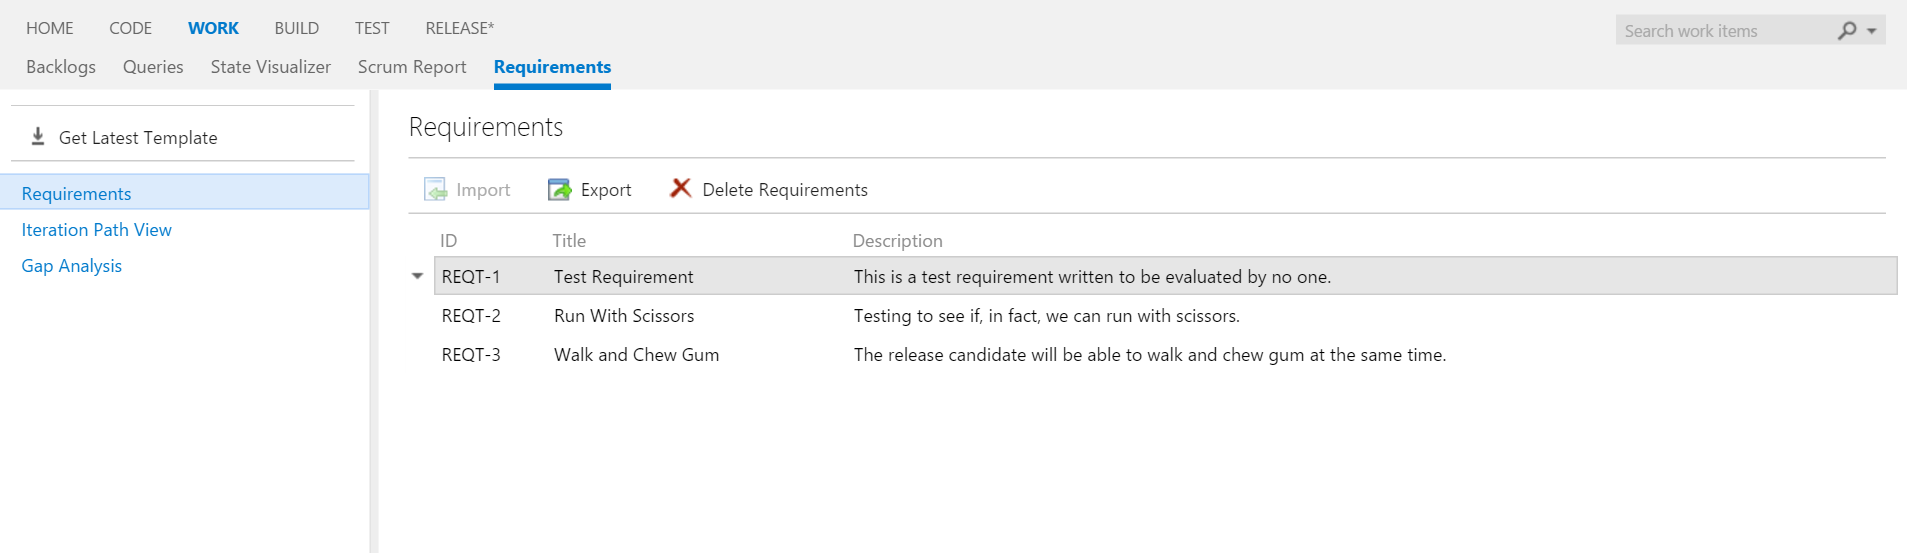 HOME CODE WORK BUILD TEST RELEASE*
Search work items
Backlogs Queries State Visualizer Scrum Report Requirements
Get Latest Template
Requirements
Iteration Path View
Gap Analysis
Requirements
Import Export Delete Requirements
ID Title Description
REQT-1 Test Requirement This is a test requirement written to be evaluated by no one.
REQT-2 Run With Scissors Testing to see if, in fact, we can run with scissors.
REQT-3 Walk and Chew Gum The release candidate will be able to walk and chew gum at the same time.